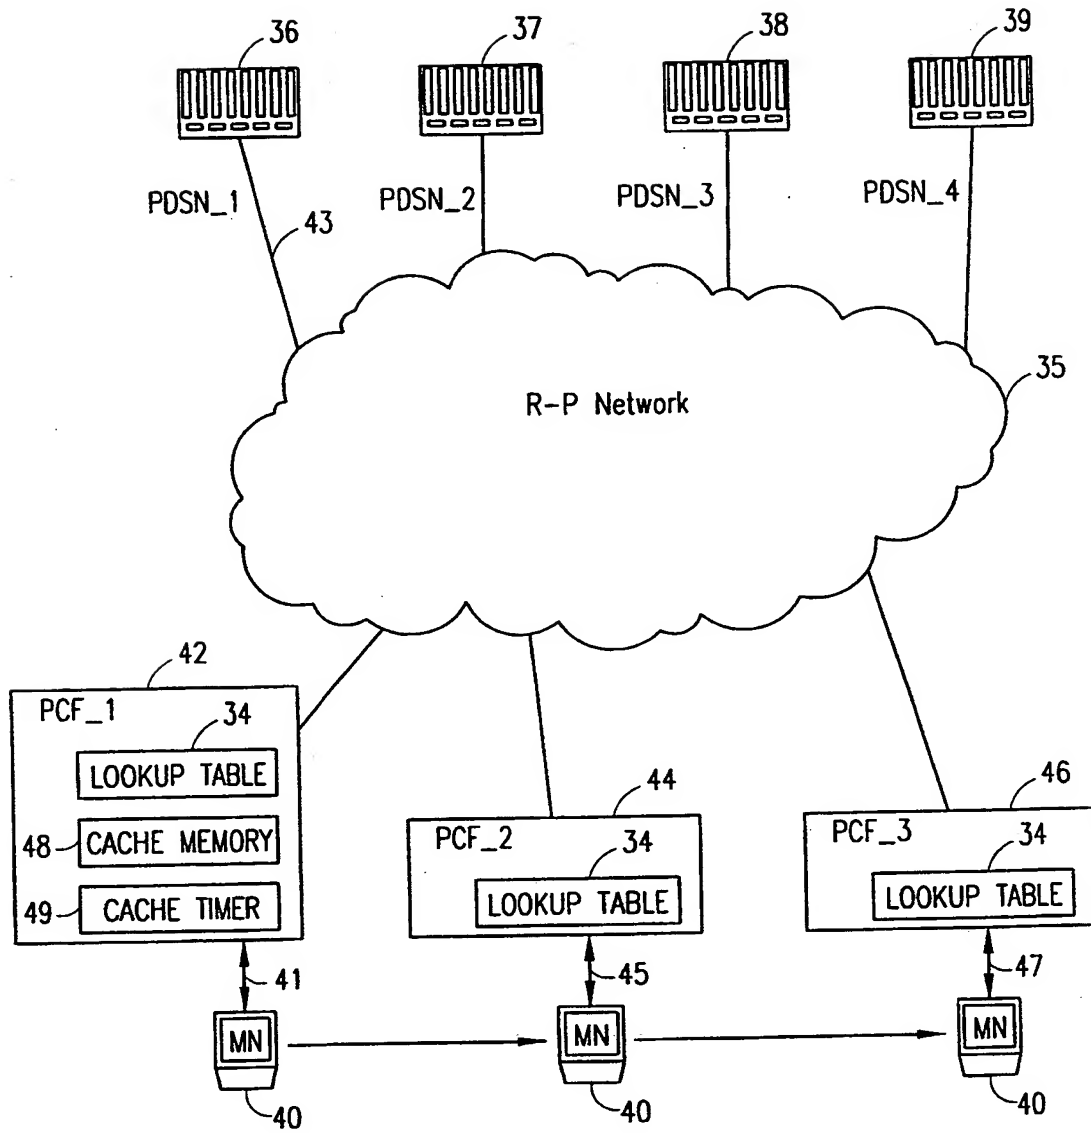 36
37
38
39
PDSN_1
PDSN_2
PDSN_3
PDSN_4
43
35
R-P Network
42
PCF_1
34
LOOKUP TABLE
48
CACHE MEMORY
49
CACHE TIMER
44
PCF_2
34
LOOKUP TABLE
46
PCF_3
34
LOOKUP TABLE
41
45
47
MN
MN
MN
40
40
40